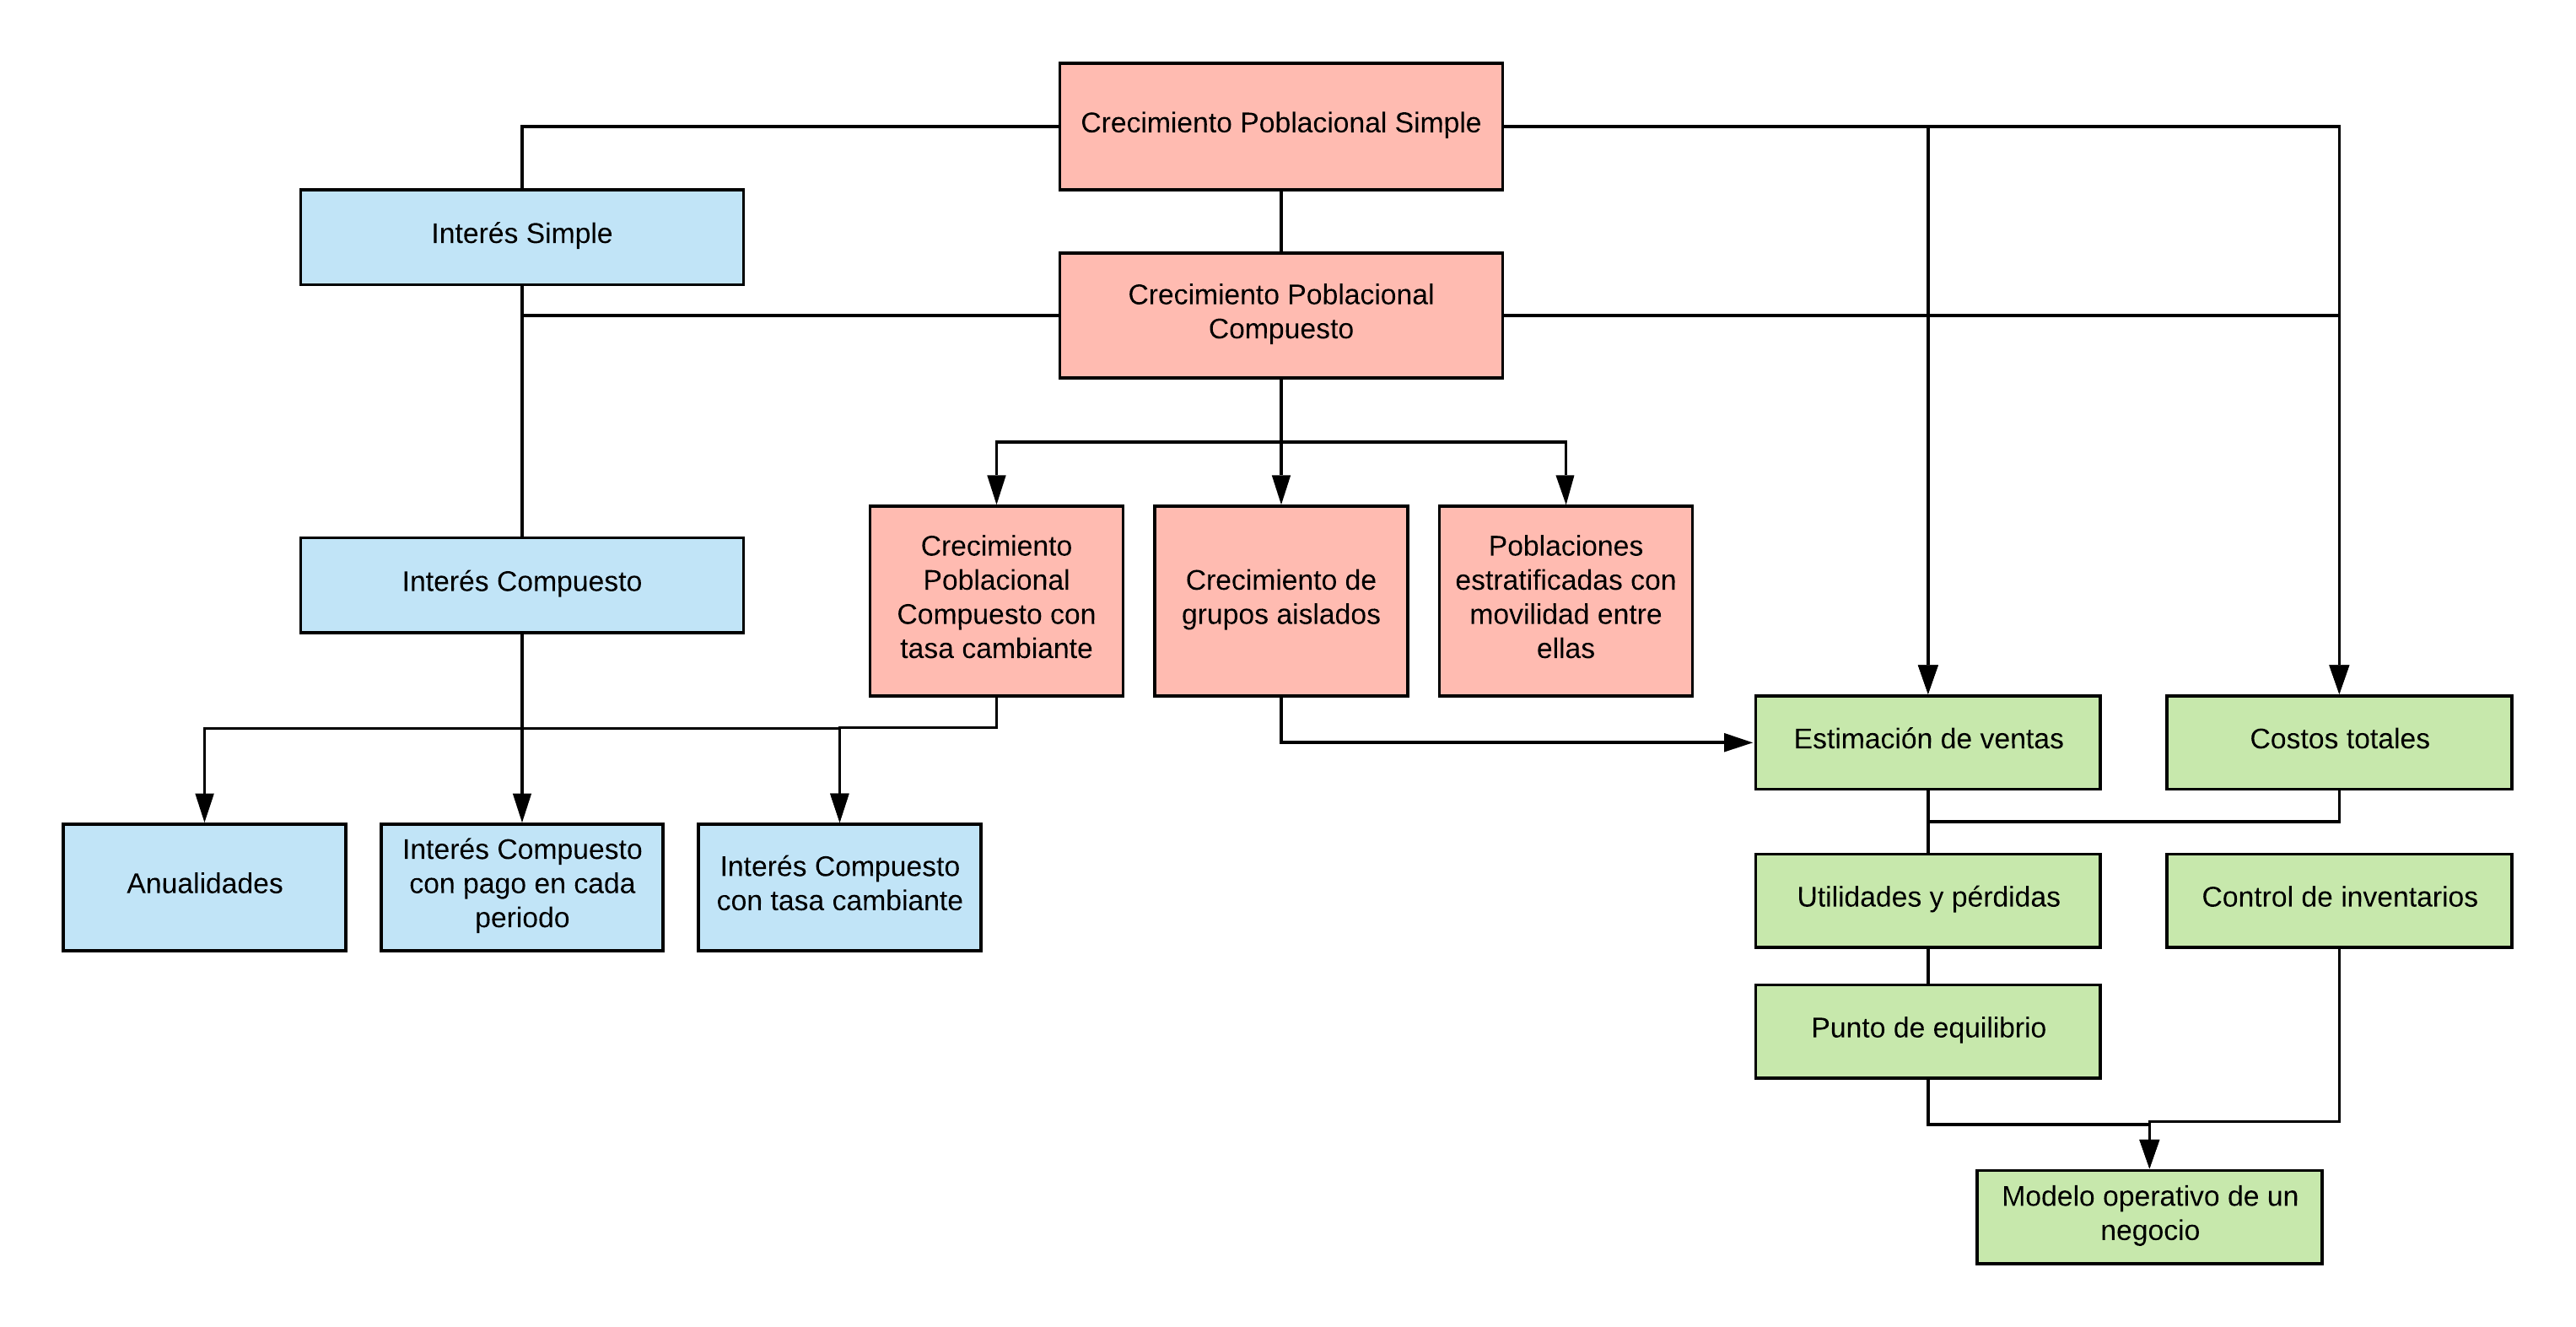 Crecimiento Poblacional Simple
Interés Simple
Crecimiento Poblacional
Compuesto
Interés Compuesto
Crecimiento
Poblacional
Compuesto con
tasa cambiante
Crecimiento de
grupos aislados
Poblaciones
estratificadas con
movilidad entre
ellas
Estimación de ventas
Costos totales
Anualidades
Interés Compuesto
con pago en cada
periodo
Interés Compuesto
con tasa cambiante
Utilidades y pérdidas
Control de inventarios
Punto de equilibrio
Modelo operativo de un
negocio